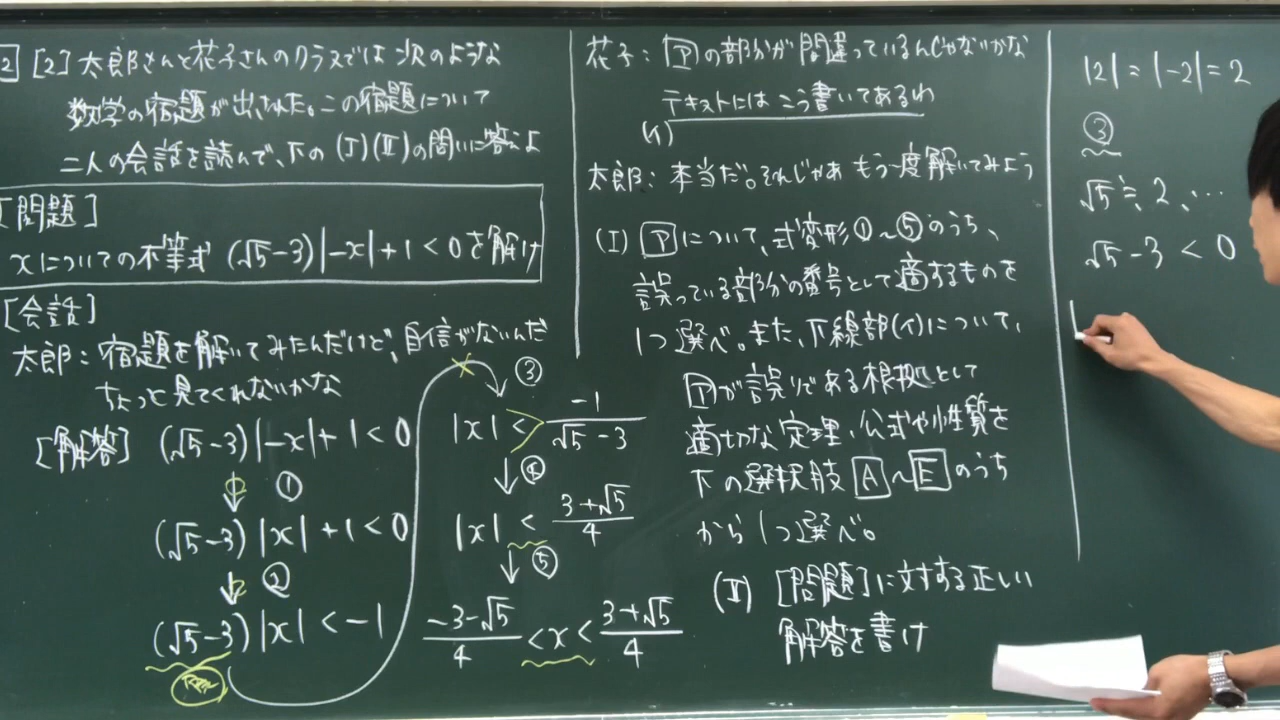 2 [2] 太郎さんと花子さんのクラスでは次のような
数学の宿題が出された。この宿題について
二人の会話を読んで、下の(Ⅰ)(Ⅱ)の問いに答えよ
[問題]
xについての不等式 (√5-3)|-x|+1<0を解け
[会話]
太郎:宿題を解いてみたんだけど、自信がないんだ
ちょっと見てくれないかな
[解答] (√5-3)|-x|+1<0
↓ ①
(√5-3)|x|+1<0
↓ ②
(√5-3)|x|<-1
③
|x|<> -1/(√5-3)
↓ ④
|x| < (3+√5)/4
↓ ⑤
(-3-√5)/4 <x< (3+√5)/4
花子:アの部分が間違っているんじゃないかな
テキストにはこう書いてあるわ
(イ)
太郎:本当だ。それじゃあ もう一度解いてみよう
(Ⅰ) アについて、式変形①~⑤のうち、
誤っている部分の番号として適するものを
1つ選べ。また、下線部(イ)について、
アが誤りである根拠として
適切な定理、公式や性質を
下の選択肢 A~E のうち
から1つ選べ。
(Ⅱ) [問題]に対する正しい
解答を書け
|2|=|-2|=2
③
√5≒2、…
√5-3<0